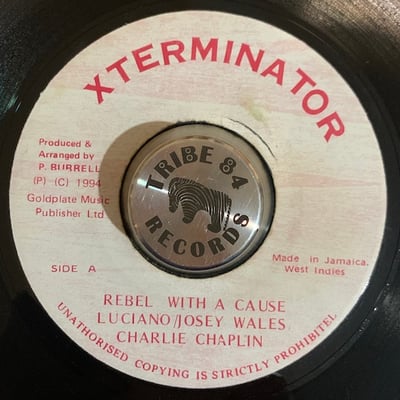 XTERMINATOR
Produced &
Arranged by
P. BURRELL
(P) (C) 1994
Goldplate Music
Publisher Ltd
TRIBE 84
RECORDS
SIDE A
Made in Jamaica.
West Indies
REBEL WITH A CAUSE
LUCIANO/JOSEY WALES
CHARLIE CHAPLIN
UNATHORISED COPYING IS STRICTLY PROHIBITEL